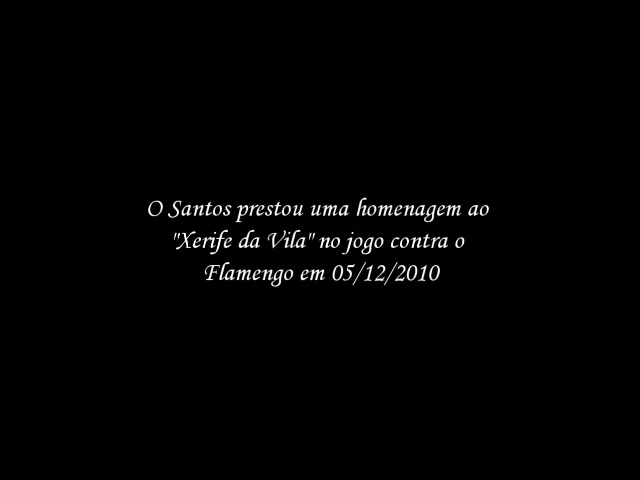 O Santos prestou uma homenagem ao
"Xerife da Vila" no jogo contra o
Flamengo em 05/12/2010